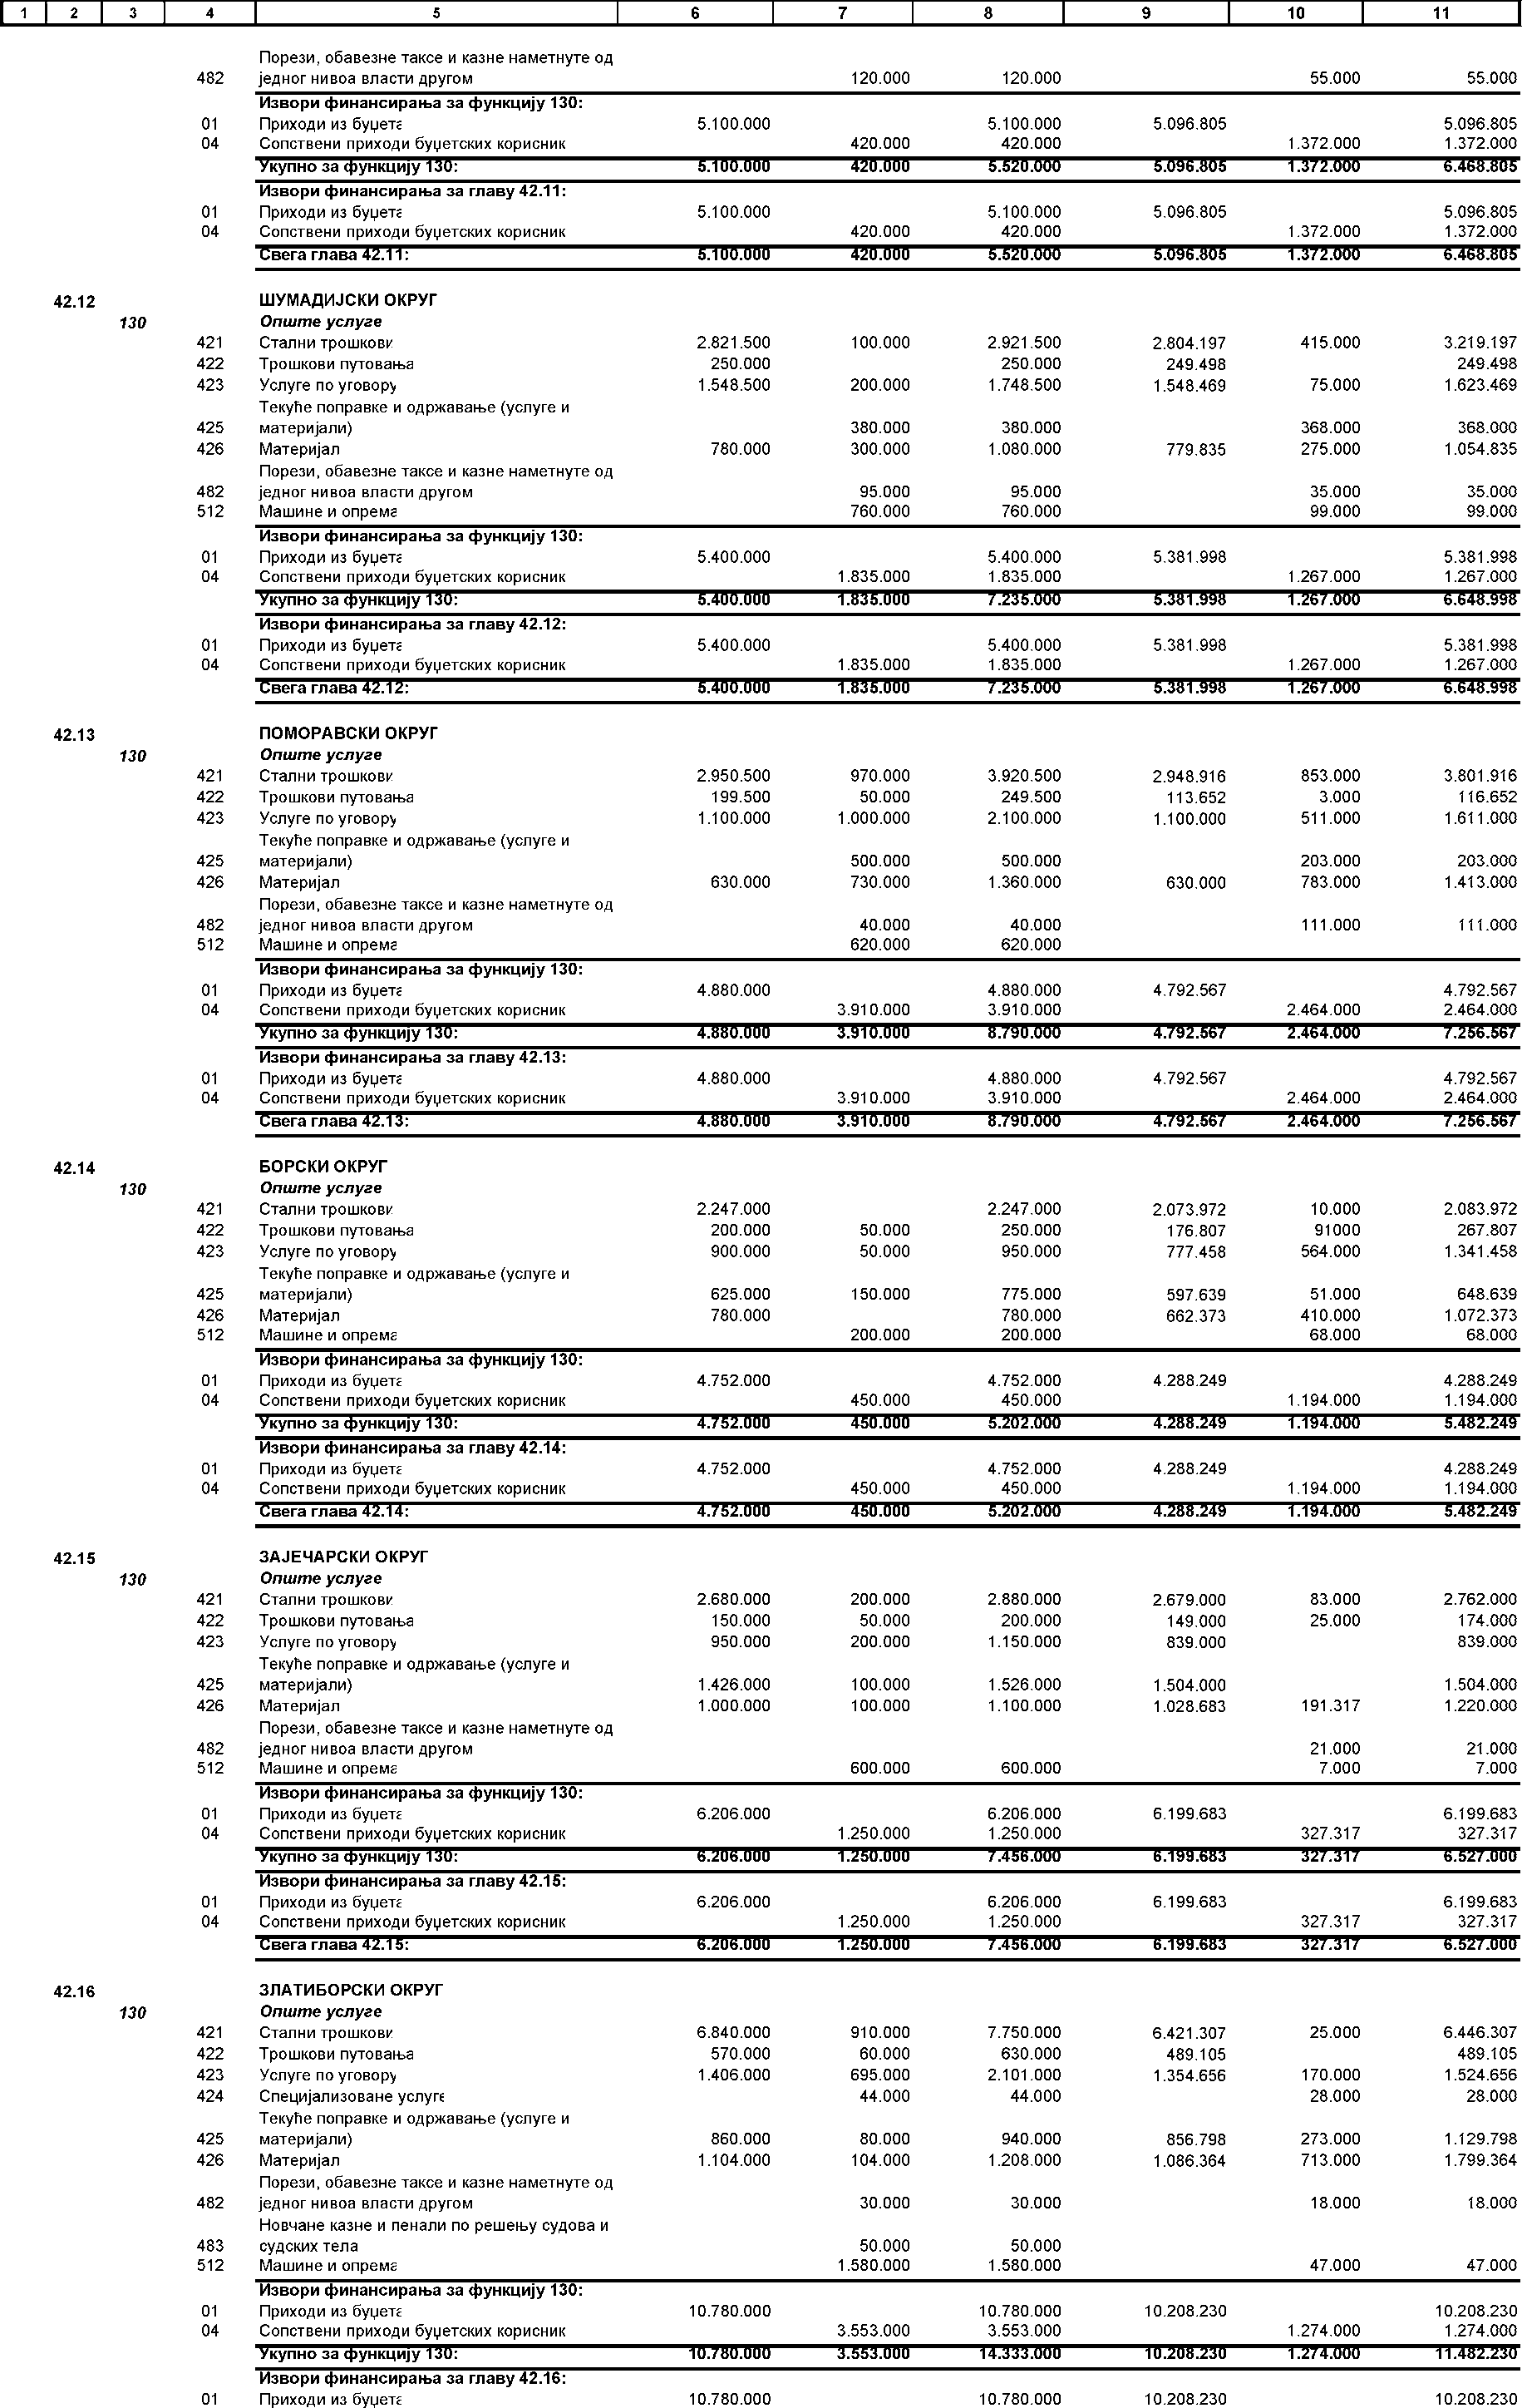 1 2 3 4 5 6 7 8 9 10 11
Порези, обавезне таксе и казне наметнуте од
482 једног нивоа власти другом 120.000 120.000 55.000 55.000
Извори финансирања за функцију 130:
01 Приходи из буџета 5.100.000 5.100.000 5.096.805 5.096.805
04 Сопствени приходи буџетских корисник 420.000 420.000 1.372.000 1.372.000
Укупно за функцију 130: 5.100.000 420.000 5.520.000 5.096.805 1.372.000 6.468.805
Извори финансирања за главу 42.11:
01 Приходи из буџета 5.100.000 5.100.000 5.096.805 5.096.805
04 Сопствени приходи буџетских корисник 420.000 420.000 1.372.000 1.372.000
Свега глава 42.11: 5.100.000 420.000 5.520.000 5.096.805 1.372.000 6.468.805
42.12 ШУМАДИЈСКИ ОКРУГ
130 Опште услуге
421 Стални трошкови 2.821.500 100.000 2.921.500 2.804.197 415.000 3.219.197
422 Трошкови путовања 250.000 250.000 249.498 249.498
423 Услуге по уговору 1.548.500 200.000 1.748.500 1.548.469 75.000 1.623.469
Текуће поправке и одржавање (услуге и
425 материјали) 380.000 380.000 368.000 368.000
426 Материјал 780.000 300.000 1.080.000 779.835 275.000 1.054.835
Порези, обавезне таксе и казне наметнуте од
482 једног нивоа власти другом 95.000 95.000 35.000 35.000
512 Машине и опрема 760.000 760.000 99.000 99.000
Извори финансирања за функцију 130:
01 Приходи из буџета 5.400.000 5.400.000 5.381.998 5.381.998
04 Сопствени приходи буџетских корисник 1.835.000 1.835.000 1.267.000 1.267.000
Укупно за функцију 130: 5.400.000 1.835.000 7.235.000 5.381.998 1.267.000 6.648.998
Извори финансирања за главу 42.12:
01 Приходи из буџета 5.400.000 5.400.000 5.381.998 5.381.998
04 Сопствени приходи буџетских корисник 1.835.000 1.835.000 1.267.000 1.267.000
Свега глава 42.12: 5.400.000 1.835.000 7.235.000 5.381.998 1.267.000 6.648.998
42.13 ПОМОРАВСКИ ОКРУГ
130 Опште услуге
421 Стални трошкови 2.950.500 970.000 3.920.500 2.948.916 853.000 3.801.916
422 Трошкови путовања 199.500 50.000 249.500 113.652 3.000 116.652
423 Услуге по уговору 1.100.000 1.000.000 2.100.000 1.100.000 511.000 1.611.000
Текуће поправке и одржавање (услуге и
425 материјали) 500.000 500.000 203.000 203.000
426 Материјал 630.000 730.000 1.360.000 630.000 783.000 1.413.000
Порези, обавезне таксе и казне наметнуте од
482 једног нивоа власти другом 40.000 40.000 111.000 111.000
512 Машине и опрема 620.000 620.000
Извори финансирања за функцију 130:
01 Приходи из буџета 4.880.000 4.880.000 4.792.567 4.792.567
04 Сопствени приходи буџетских корисник 3.910.000 3.910.000 2.464.000 2.464.000
Укупно за функцију 130: 4.880.000 3.910.000 8.790.000 4.792.567 2.464.000 7.256.567
Извори финансирања за главу 42.13:
01 Приходи из буџета 4.880.000 4.880.000 4.792.567 4.792.567
04 Сопствени приходи буџетских корисник 3.910.000 3.910.000 2.464.000 2.464.000
Свега глава 42.13: 4.880.000 3.910.000 8.790.000 4.792.567 2.464.000 7.256.567
42.14 БОРСКИ ОКРУГ
130 Опште услуге
421 Стални трошкови 2.247.000 2.247.000 2.073.972 10.000 2.083.972
422 Трошкови путовања 200.000 50.000 250.000 176.807 91000 267.807
423 Услуге по уговору 900.000 50.000 950.000 777.458 564.000 1.341.458
Текуће поправке и одржавање (услуге и
425 материјали) 625.000 150.000 775.000 597.639 51.000 648.639
426 Материјал 780.000 780.000 662.373 410.000 1.072.373
512 Машине и опрема 200.000 200.000 68.000 68.000
Извори финансирања за функцију 130:
01 Приходи из буџета 4.752.000 4.752.000 4.288.249 4.288.249
04 Сопствени приходи буџетских корисник 450.000 450.000 1.194.000 1.194.000
Укупно за функцију 130: 4.752.000 450.000 5.202.000 4.288.249 1.194.000 5.482.249
Извори финансирања за главу 42.14:
01 Приходи из буџета 4.752.000 4.752.000 4.288.249 4.288.249
04 Сопствени приходи буџетских корисник 450.000 450.000 1.194.000 1.194.000
Свега глава 42.14: 4.752.000 450.000 5.202.000 4.288.249 1.194.000 5.482.249
42.15 ЗАЈЕЧАРСКИ ОКРУГ
130 Опште услуге
421 Стални трошкови 2.680.000 200.000 2.880.000 2.679.000 83.000 2.762.000
422 Трошкови путовања 150.000 50.000 200.000 149.000 25.000 174.000
423 Услуге по уговору 950.000 200.000 1.150.000 839.000 839.000
Текуће поправке и одржавање (услуге и
425 материјали) 1.426.000 100.000 1.526.000 1.504.000 1.504.000
426 Материјал 1.000.000 100.000 1.100.000 1.028.683 191.317 1.220.000
Порези, обавезне таксе и казне наметнуте од
482 једног нивоа власти другом 21.000 21.000
512 Машине и опрема 600.000 600.000 7.000 7.000
Извори финансирања за функцију 130:
01 Приходи из буџета 6.206.000 6.206.000 6.199.683 6.199.683
04 Сопствени приходи буџетских корисник 1.250.000 1.250.000 327.317 327.317
Укупно за функцију 130: 6.206.000 1.250.000 7.456.000 6.199.683 327.317 6.527.000
Извори финансирања за главу 42.15:
01 Приходи из буџета 6.206.000 6.206.000 6.199.683 6.199.683
04 Сопствени приходи буџетских корисник 1.250.000 1.250.000 327.317 327.317
Свега глава 42.15: 6.206.000 1.250.000 7.456.000 6.199.683 327.317 6.527.000
42.16 ЗЛАТИБОРСКИ ОКРУГ
130 Опште услуге
421 Стални трошкови 6.840.000 910.000 7.750.000 6.421.307 25.000 6.446.307
422 Трошкови путовања 570.000 60.000 630.000 489.105 489.105
423 Услуге по уговору 1.406.000 695.000 2.101.000 1.354.656 170.000 1.524.656
424 Специјализоване услуге 44.000 44.000 28.000 28.000
Текуће поправке и одржавање (услуге и
425 материјали) 860.000 80.000 940.000 856.798 273.000 1.129.798
426 Материјал 1.104.000 104.000 1.208.000 1.086.364 713.000 1.799.364
Порези, обавезне таксе и казне наметнуте од
482 једног нивоа власти другом 30.000 30.000 18.000 18.000
Новчане казне и пенали по решењу судова и
483 судских тела 50.000 50.000
512 Машине и опрема 1.580.000 1.580.000 47.000 47.000
Извори финансирања за функцију 130:
01 Приходи из буџета 10.780.000 10.780.000 10.208.230 10.208.230
04 Сопствени приходи буџетских корисник 3.553.000 3.553.000 1.274.000 1.274.000
Укупно за функцију 130: 10.780.000 3.553.000 14.333.000 10.208.230 1.274.000 11.482.230
Извори финансирања за главу 42.16:
01 Приходи из буџета 10.780.000 10.780.000 10.208.230 10.208.230